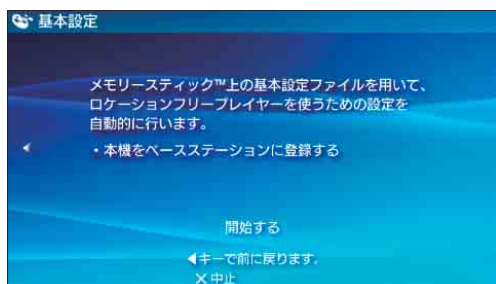 基本設定
メモリースティック™上の基本設定ファイルを用いて、
ロケーションフリープレイヤーを使うための設定を
自動的に行います。
・本機をベースステーションに登録する
開始する
◀キーで前に戻ります。
✕中止